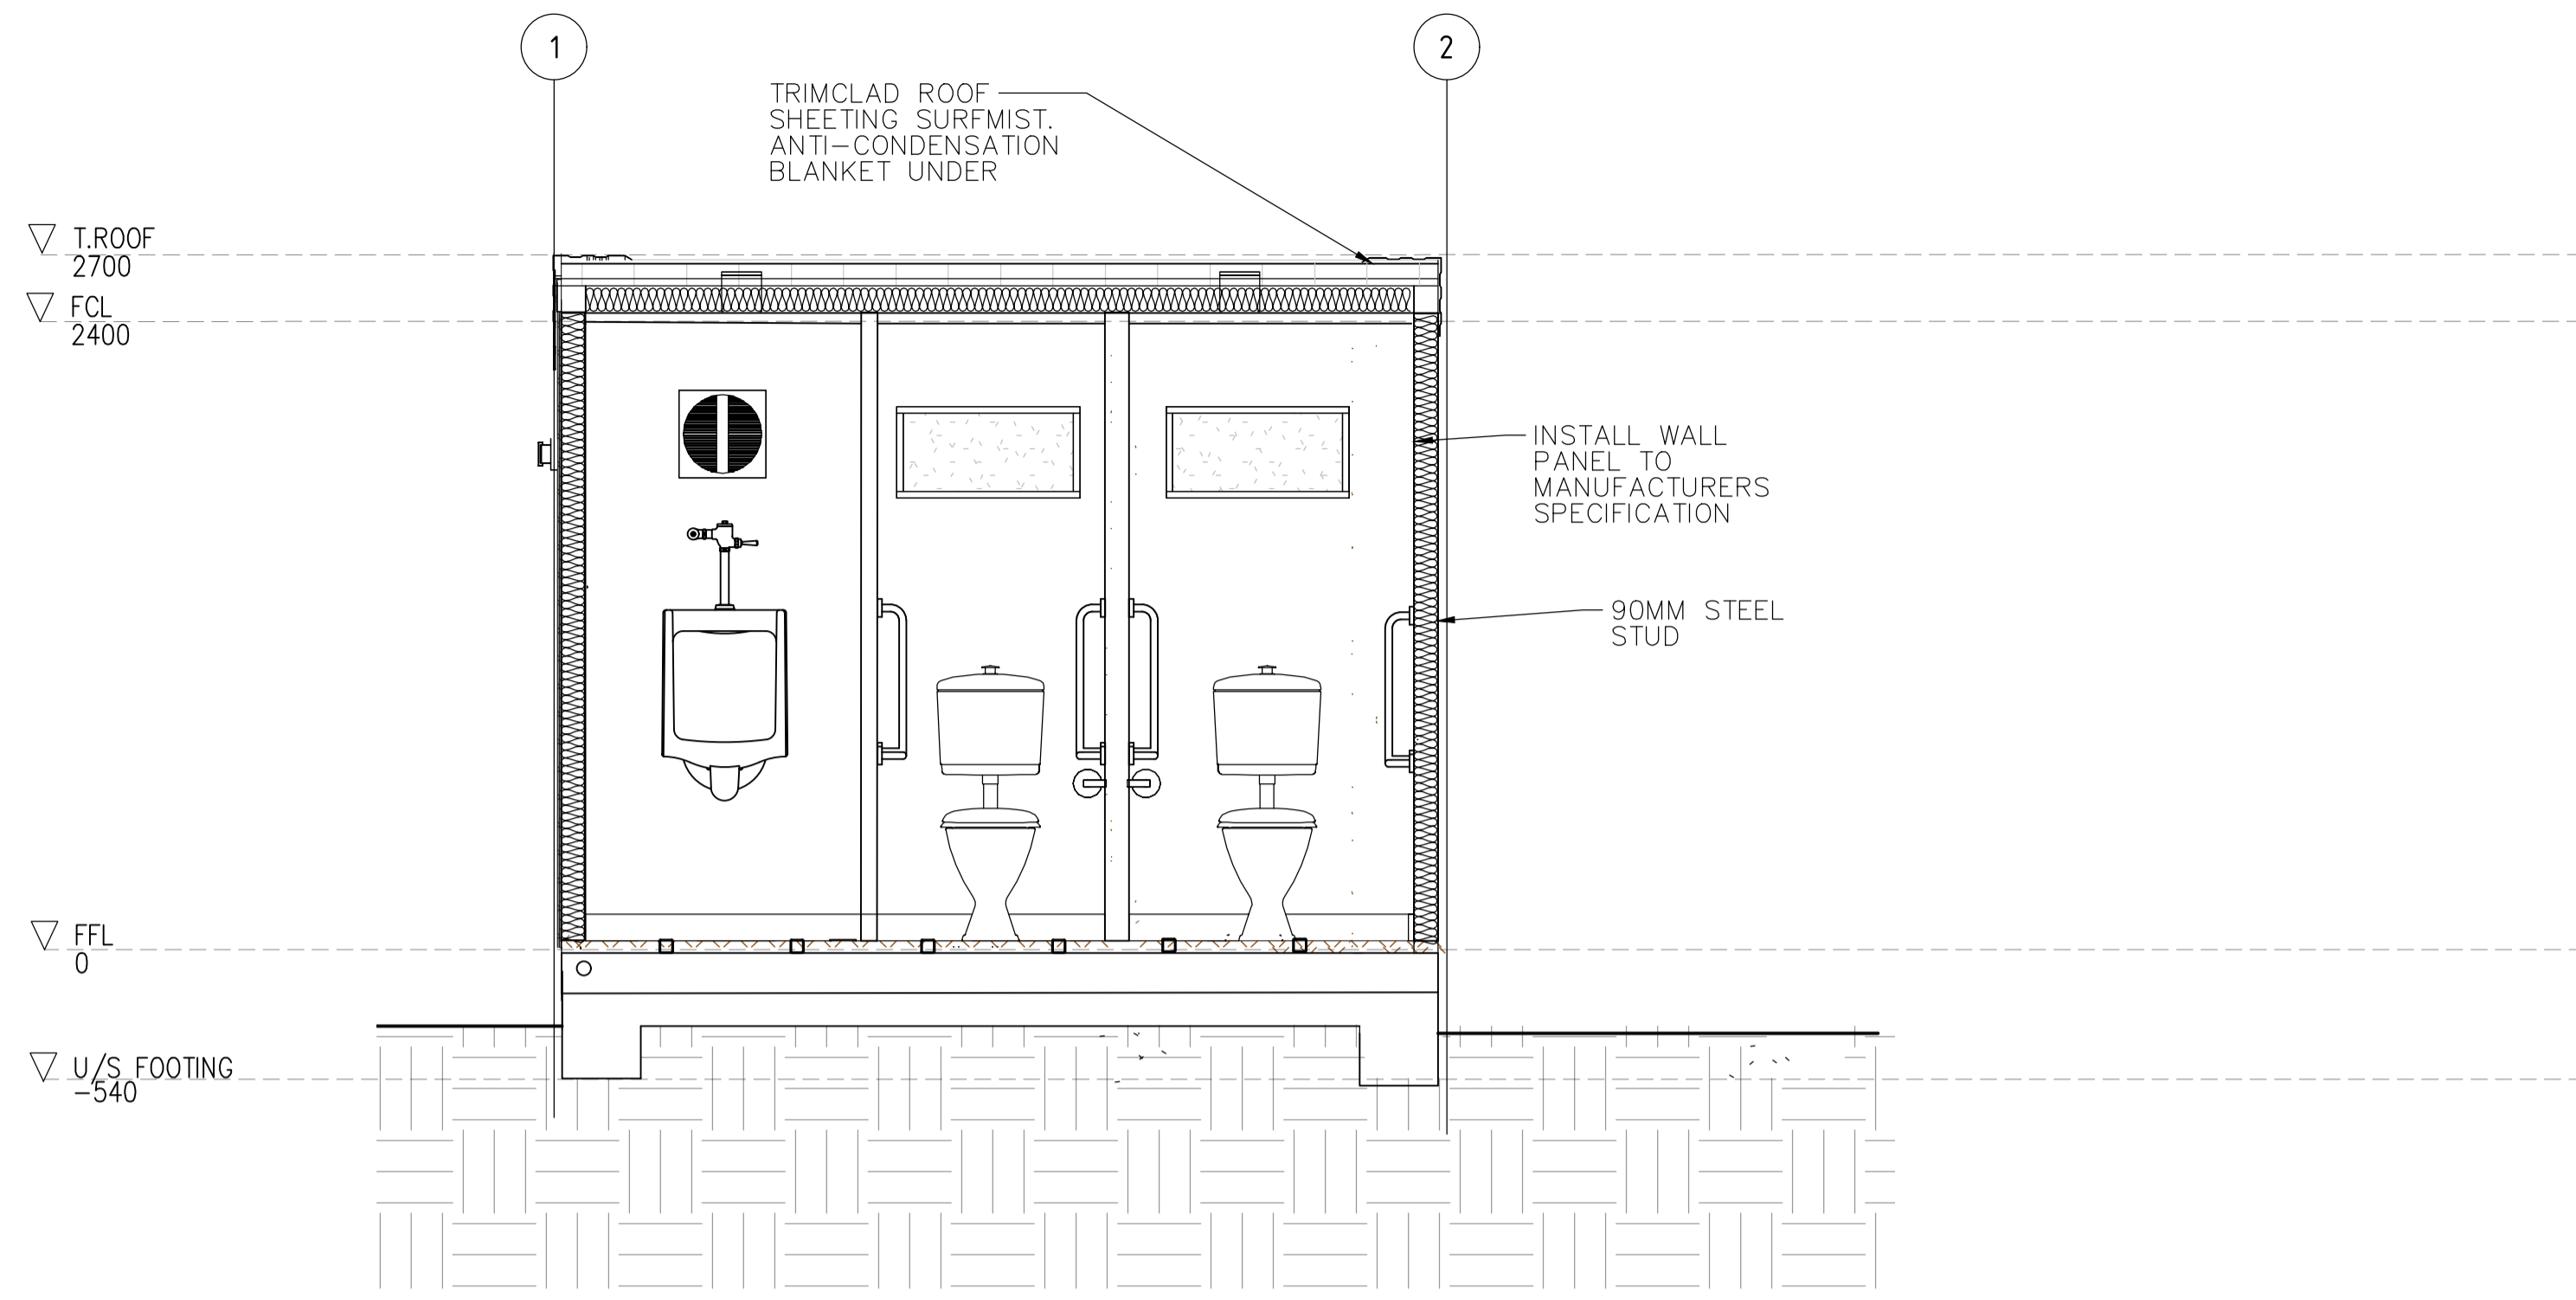 1
2
TRIMCLAD ROOF
SHEETING SURFMIST.
ANTI-CONDENSATION
BLANKET UNDER
T.ROOF
2700
FCL
2400
INSTALL WALL
PANEL TO
MANUFACTURERS
SPECIFICATION
90MM STEEL
STUD
FFL
0
U/S FOOTING
-540